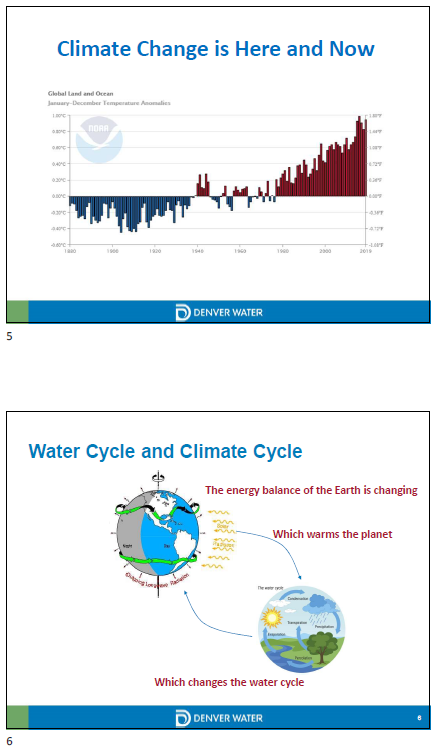 Climate Change is Here and Now
Global Land and Ocean
January–December Temperature Anomalies
NOAA
1.00°C
0.80°C
0.60°C
0.40°C
0.20°C
0.00°C
-0.20°C
-0.40°C
-0.60°C
1.80°F
1.44°F
1.08°F
0.72°F
0.36°F
0.00°F
-0.36°F
-0.72°F
-1.08°F
1880 1900 1920 1940 1960 1980 2000 2019
DENVER WATER
5
Water Cycle and Climate Cycle
The energy balance of the Earth is changing
Which warms the planet
Night
Day
Solar
Radiation
Outgoing Longwave Radiation
The water cycle
Condensation
Precipitation
Transpiration
Evaporation
Percolation
Which changes the water cycle
DENVER WATER
6
6